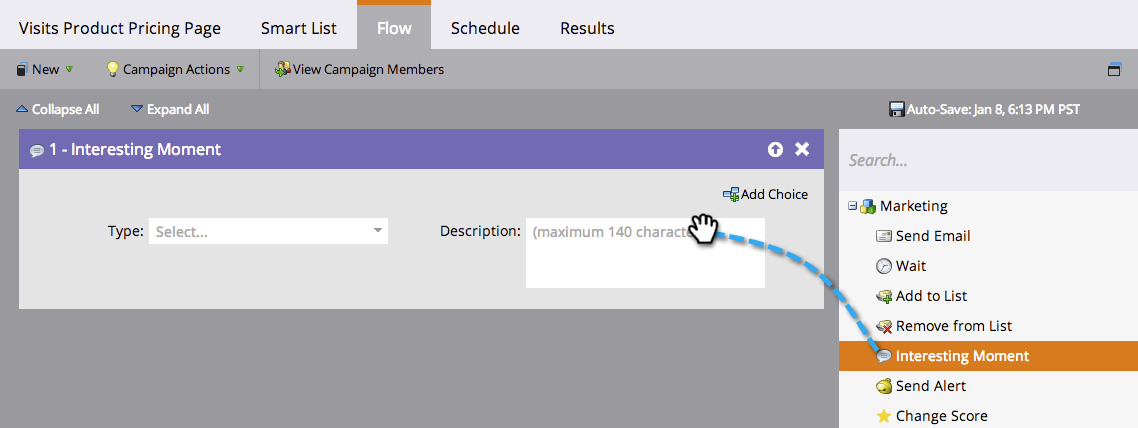 Visits Product Pricing Page Smart List Flow Schedule Results
New Campaign Actions View Campaign Members
Collapse All Expand All Auto-Save: Jan 8, 6:13 PM PST
1 - Interesting Moment
Add Choice
Type: Select... Description: (maximum 140 characte
Search...
Marketing
Send Email
Wait
Add to List
Remove from List
Interesting Moment
Send Alert
Change Score